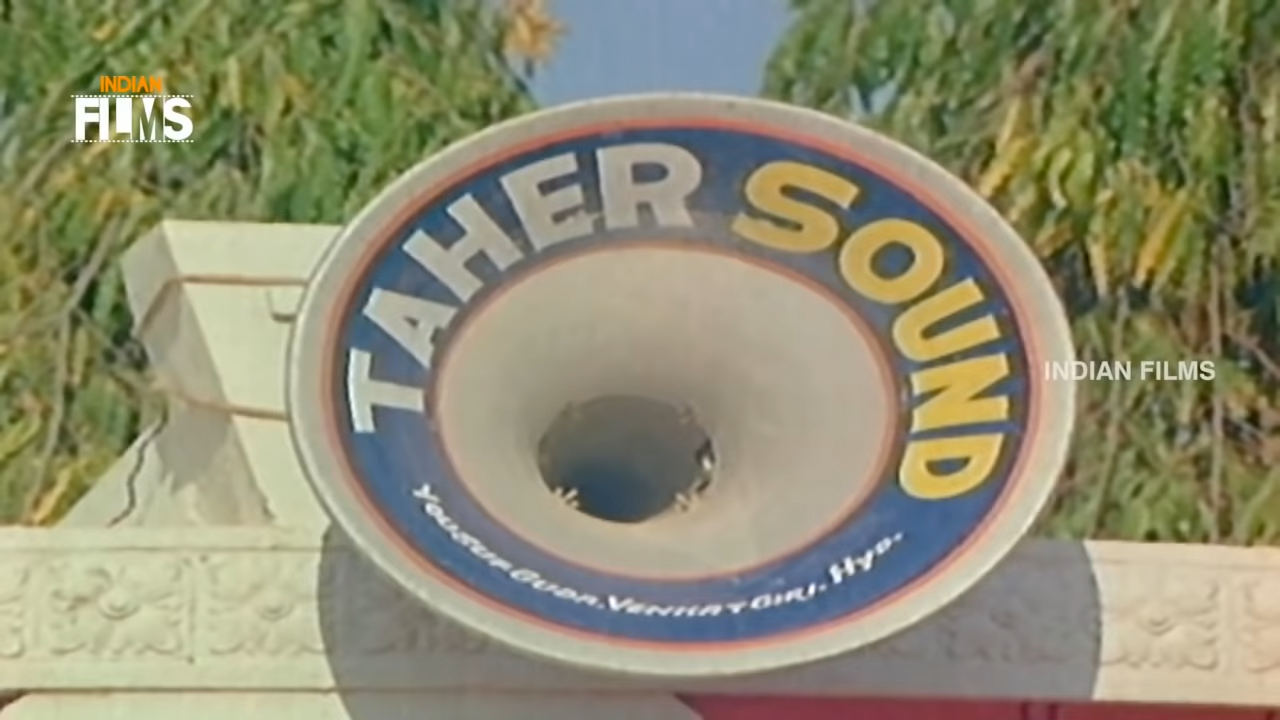 INDIAN
FILMS
TAHER SOUND
YOUSUF GUDA, VENKATGIRI, Hyd.
INDIAN FILMS